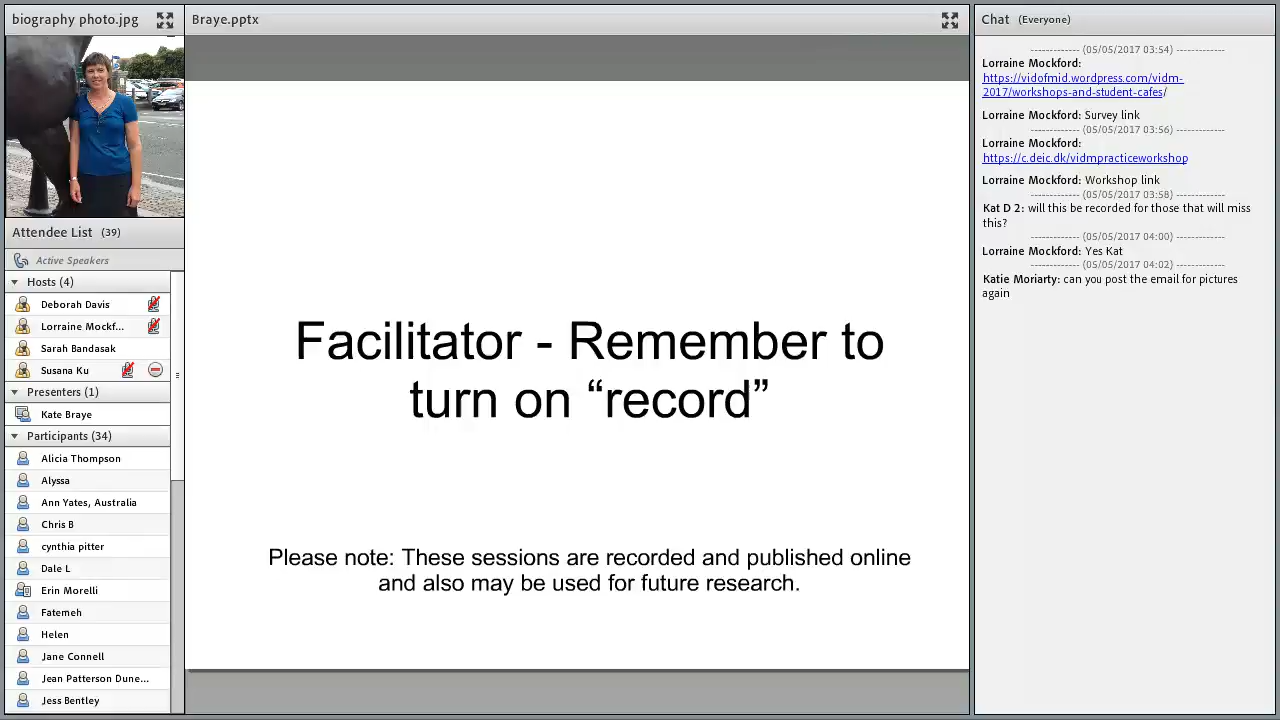 biography photo.jpg
Attendee List (39)
Active Speakers
Hosts (4)
Deborah Davis
Lorraine Mockf...
Sarah Bandasak
Susana Ku
Presenters (1)
Kate Braye
Participants (34)
Alicia Thompson
Alyssa
Ann Yates, Australia
Chris B
cynthia pitter
Dale L
Erin Morelli
Fatemeh
Helen
Jane Connell
Jean Patterson Dune...
Jess Bentley
Braye.pptx
Facilitator - Remember to
turn on “record”
Please note: These sessions are recorded and published online
and also may be used for future research.
Chat (Everyone)
------------- (05/05/2017 03:54) -------------
Lorraine Mockford:
https://vidofmid.wordpress.com/vidm-
2017/workshops-and-student-cafes/
Lorraine Mockford: Survey link
------------- (05/05/2017 03:56) -------------
Lorraine Mockford:
https://c.deic.dk/vidmpracticeworkshop
Lorraine Mockford: Workshop link
------------- (05/05/2017 03:58) -------------
Kat D 2: will this be recorded for those that will miss
this?
------------- (05/05/2017 04:00) -------------
Lorraine Mockford: Yes Kat
------------- (05/05/2017 04:02) -------------
Katie Moriarty: can you post the email for pictures
again